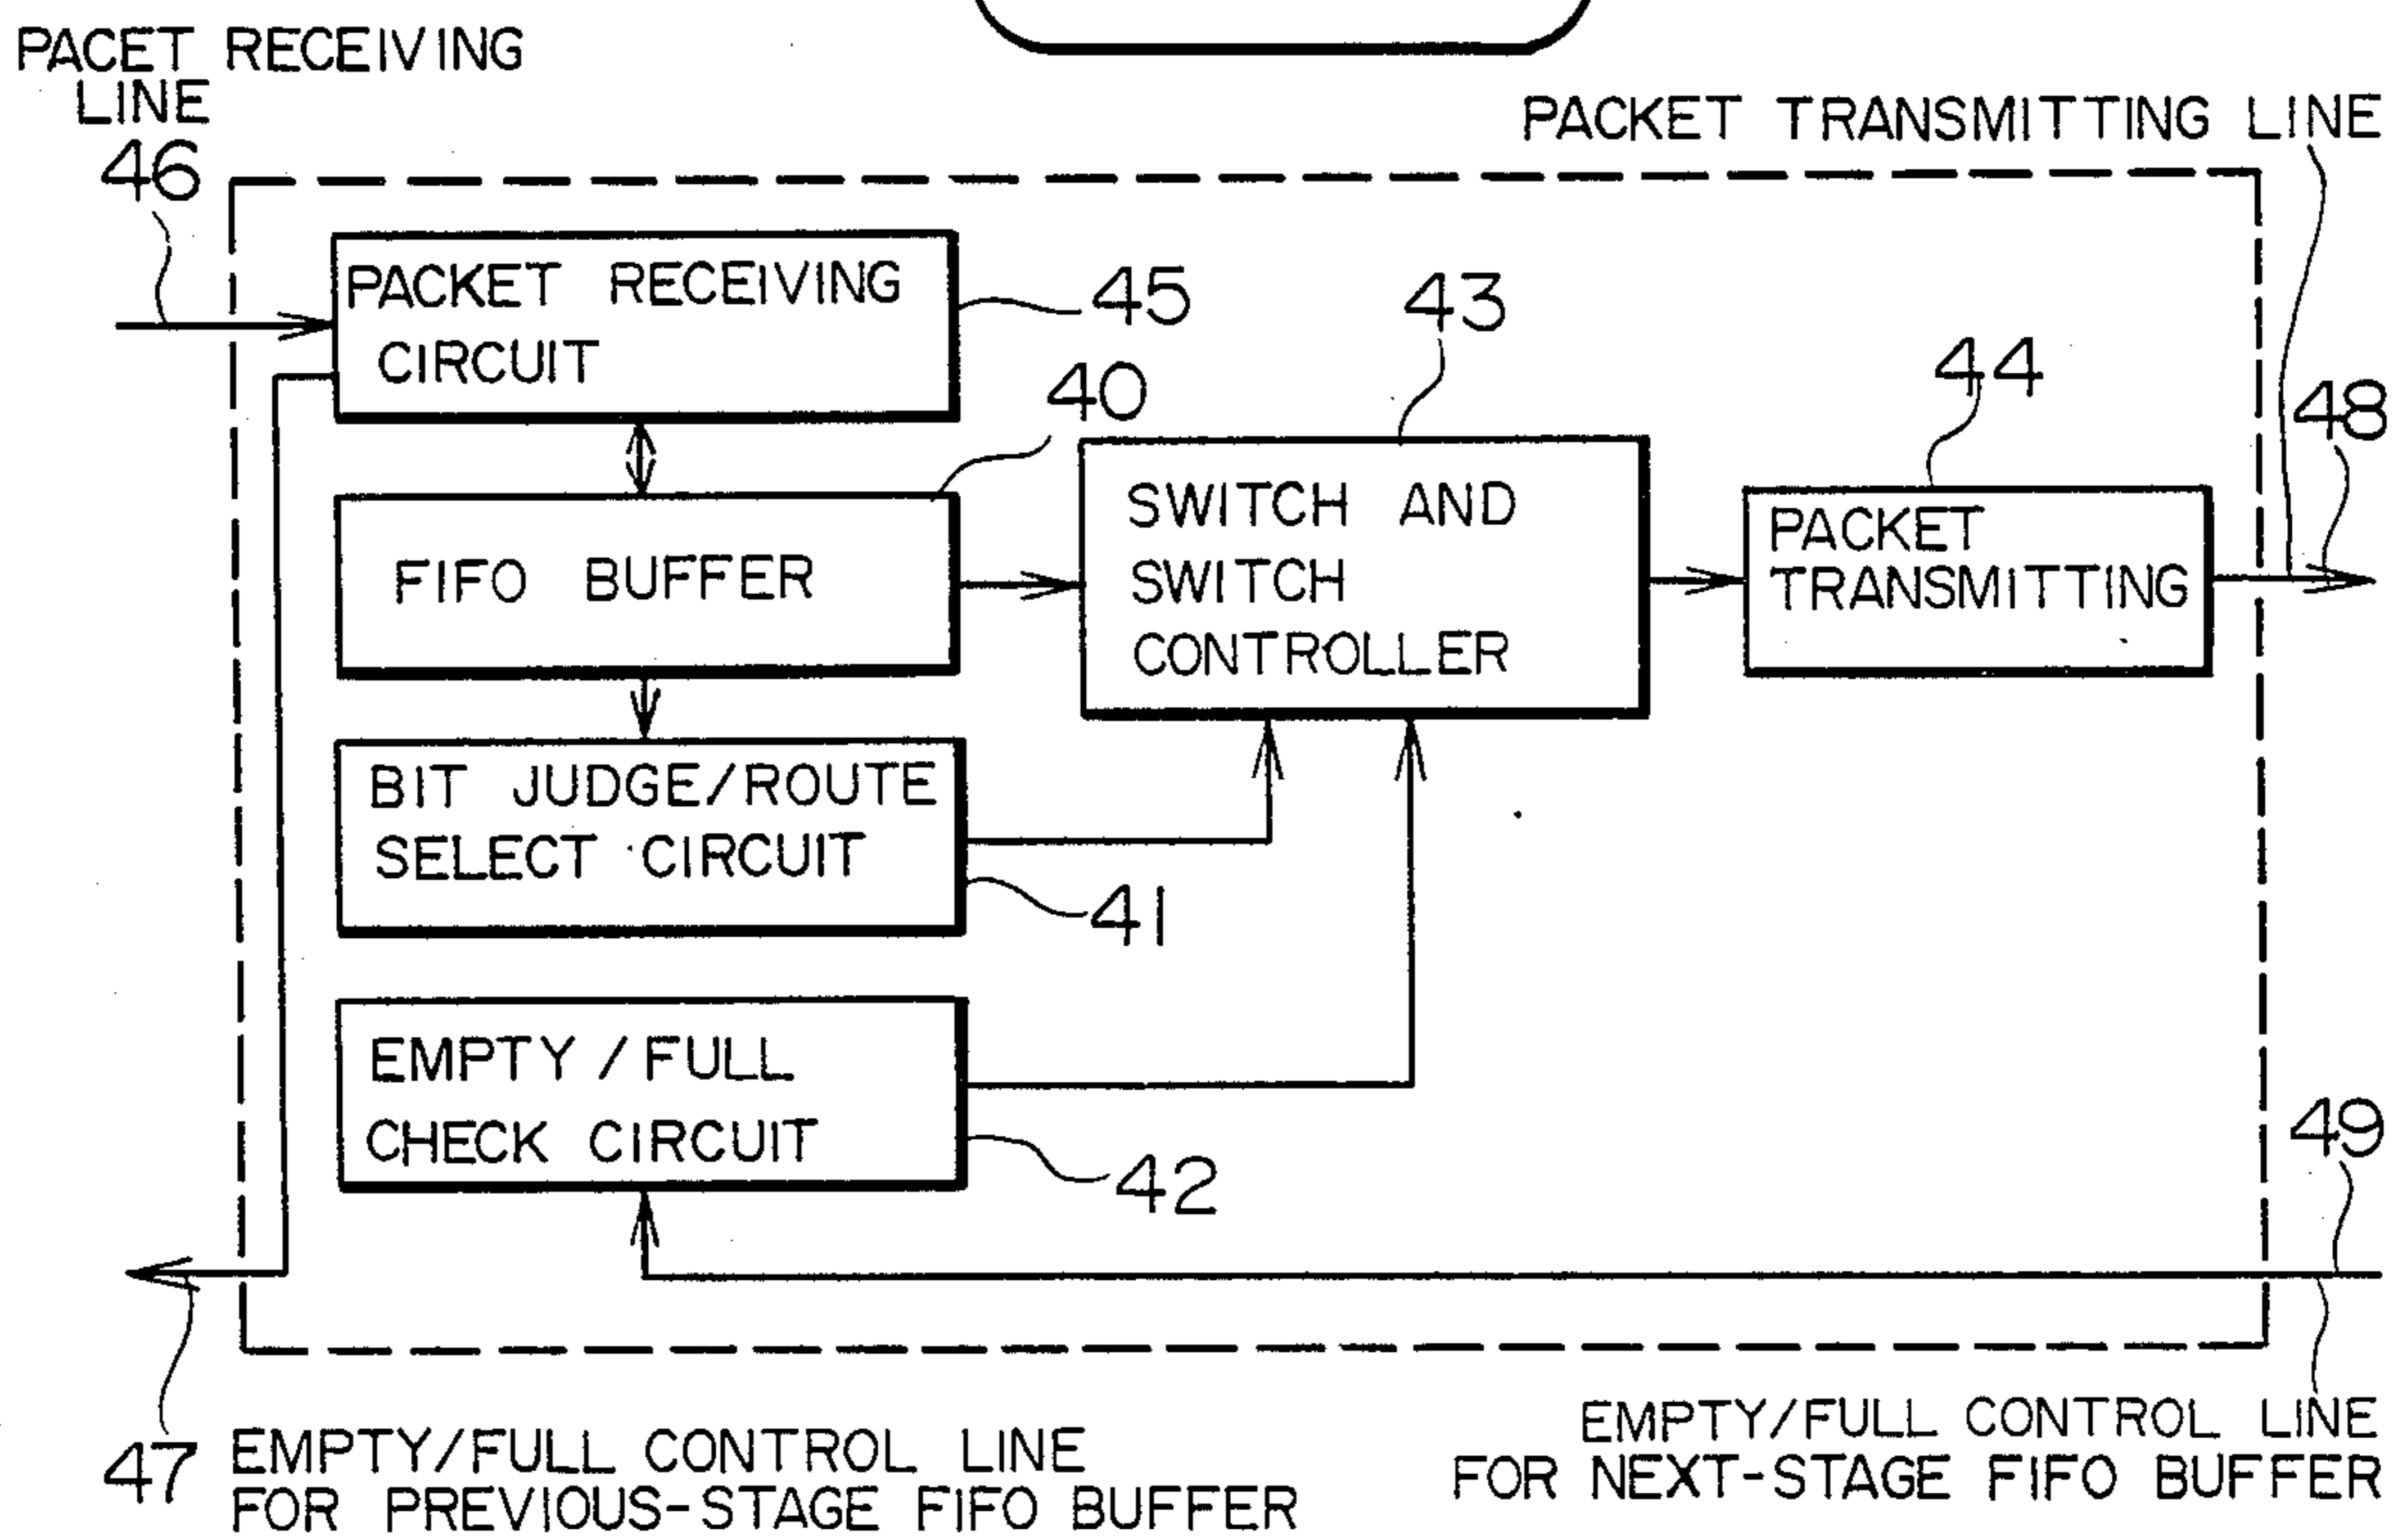 PACET RECEIVING
LINE
46
PACKET TRANSMITTING LINE
PACKET RECEIVING
CIRCUIT
45
43
44
48
40
FIFO BUFFER
SWITCH AND
SWITCH
CONTROLLER
PACKET
TRANSMITTING
BIT JUDGE/ROUTE
SELECT CIRCUIT
41
EMPTY / FULL
CHECK CIRCUIT
42
49
47
EMPTY/FULL CONTROL LINE
FOR PREVIOUS-STAGE FIFO BUFFER
EMPTY/FULL CONTROL LINE
FOR NEXT-STAGE FIFO BUFFER